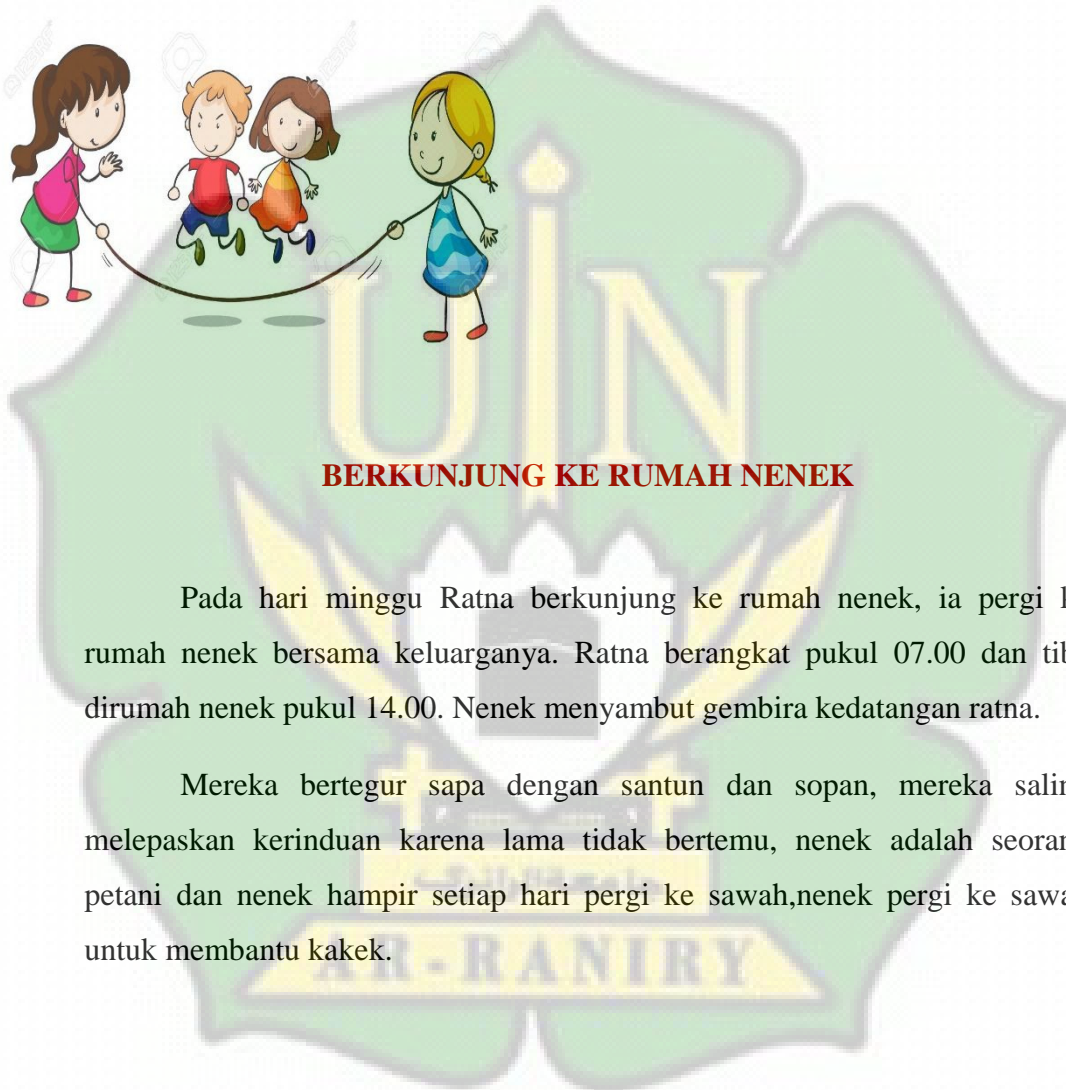 UIN
BERKUNJUNG KE RUMAH NENEK
Pada hari minggu Ratna berkunjung ke rumah nenek, ia pergi
rumah nenek bersama keluarganya. Ratna berangkat pukul 07.00 dan
dirumah nenek pukul 14.00. Nenek menyambut gembira kedatangan ratna.
Mereka bertegur sapa dengan santun dan sopan, mereka
melepaskan kerinduan karena lama tidak bertemu, nenek adalah
petani dan nenek hampir setiap hari pergi ke sawah,nenek pergi ke
untuk membantu kakek.
AR-RANIRY